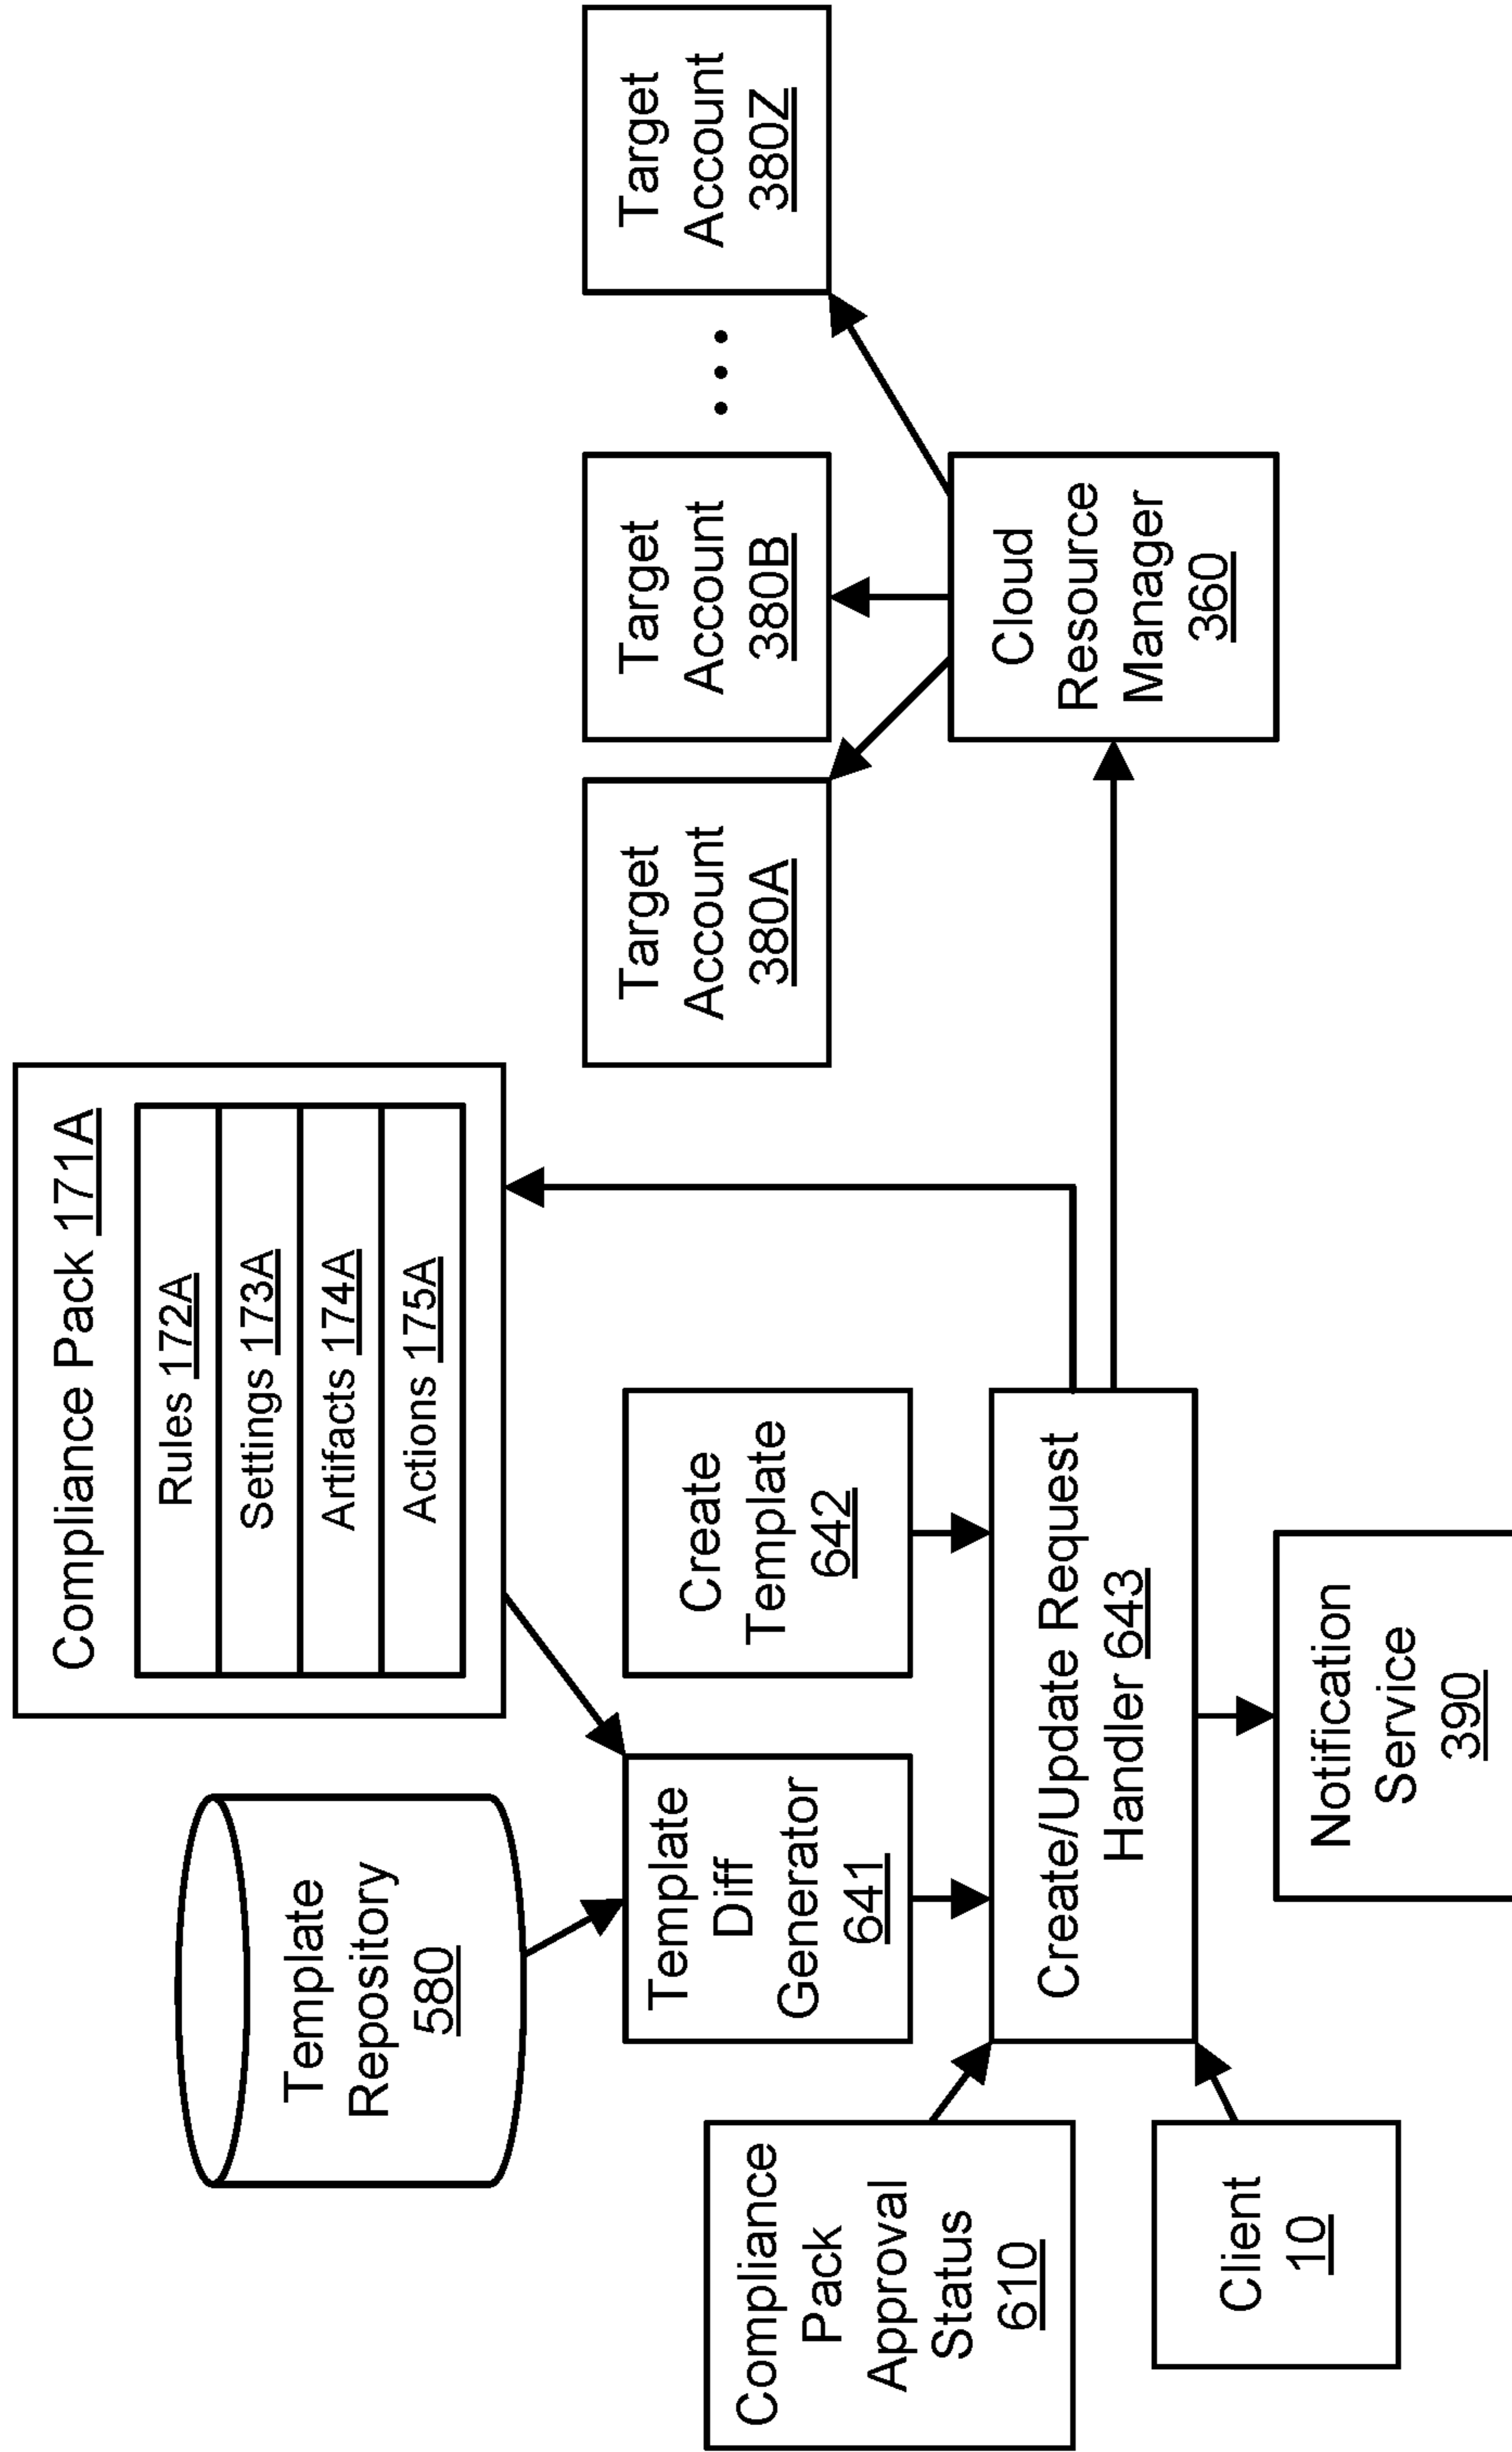 Compliance Pack 171A
Rules 172A
Settings 173A
Artifacts 174A
Actions 175A
Template
Repository
580
Template
Diff
Generator
641
Create
Template
642
Target
Account
380A
Target
Account
380B
Target
Account
380Z
Compliance
Pack
Approval
Status
610
Create/Update Request
Handler 643
Cloud
Resource
Manager
360
Client
10
Notification
Service
390